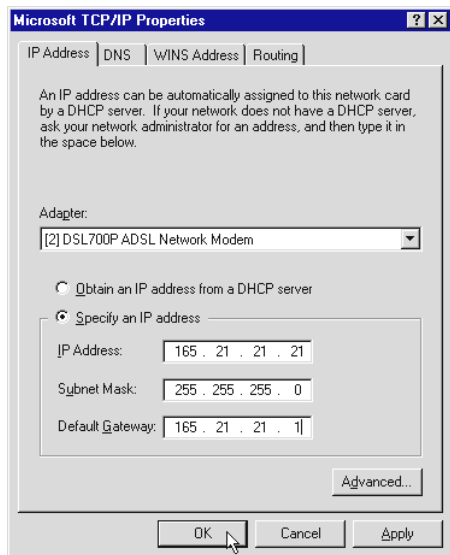 Microsoft TCP/IP Properties
IP Address DNS WINS Address Routing
An IP address can be automatically assigned to this network card
by a DHCP server. If your network does not have a DHCP server,
ask your network administrator for an address, and then type it in
the space below.
Adapter:
[2] DSL700P ADSL Network Modem
Obtain an IP address from a DHCP server
Specify an IP address
IP Address: 165 . 21 . 21 . 21
Subnet Mask: 255 . 255 . 255 . 0
Default Gateway: 165 . 21 . 21 . 1
Advanced...
OK Cancel Apply